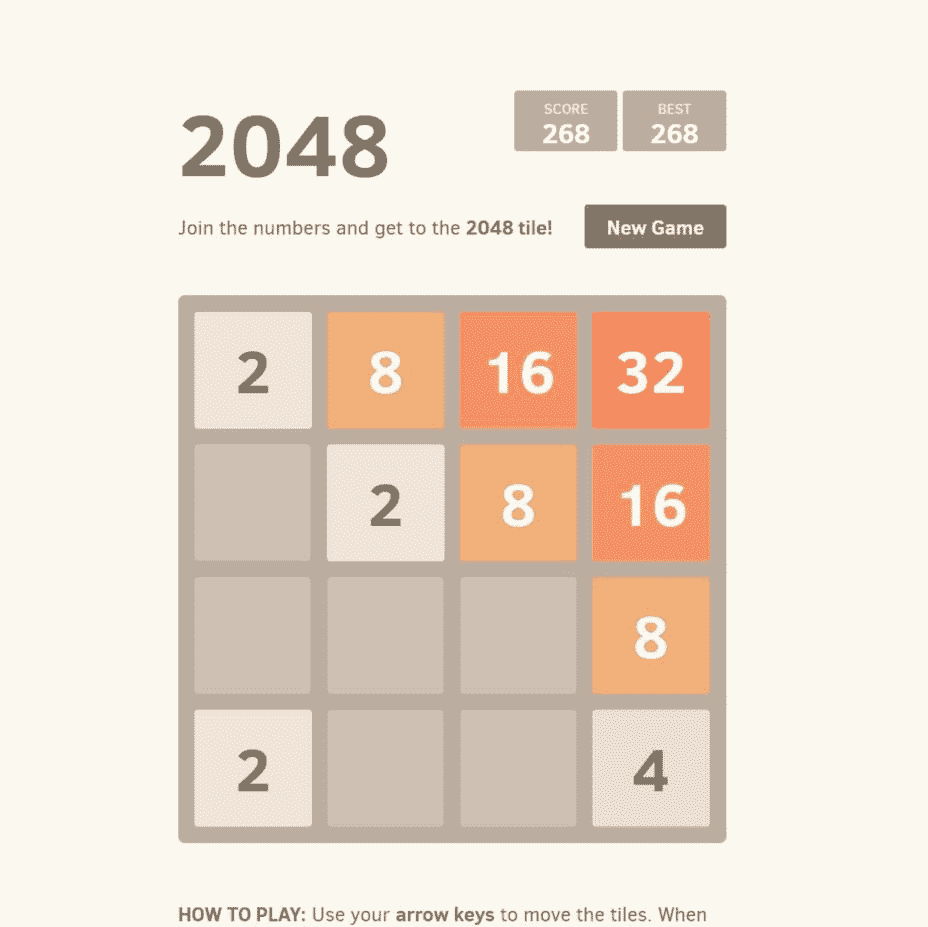 2048
SCORE
268
BEST
268
Join the numbers and get to the 2048 tile!
New Game
2 8 16 32
2 8 16
8
2 4
HOW TO PLAY: Use your arrow keys to move the tiles. When